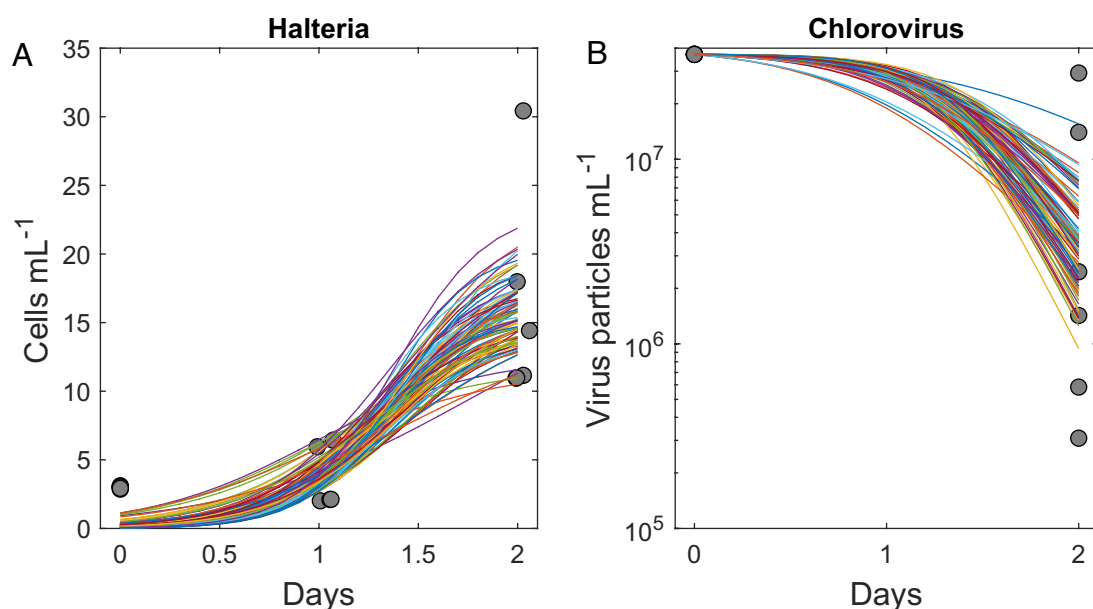 A
Halteria
Cells mL⁻¹
35
30
25
20
15
10
5
0
0 0.5 1 1.5 2
Days
B
Chlorovirus
Virus particles mL⁻¹
10⁷
10⁶
10⁵
0 1 2
Days